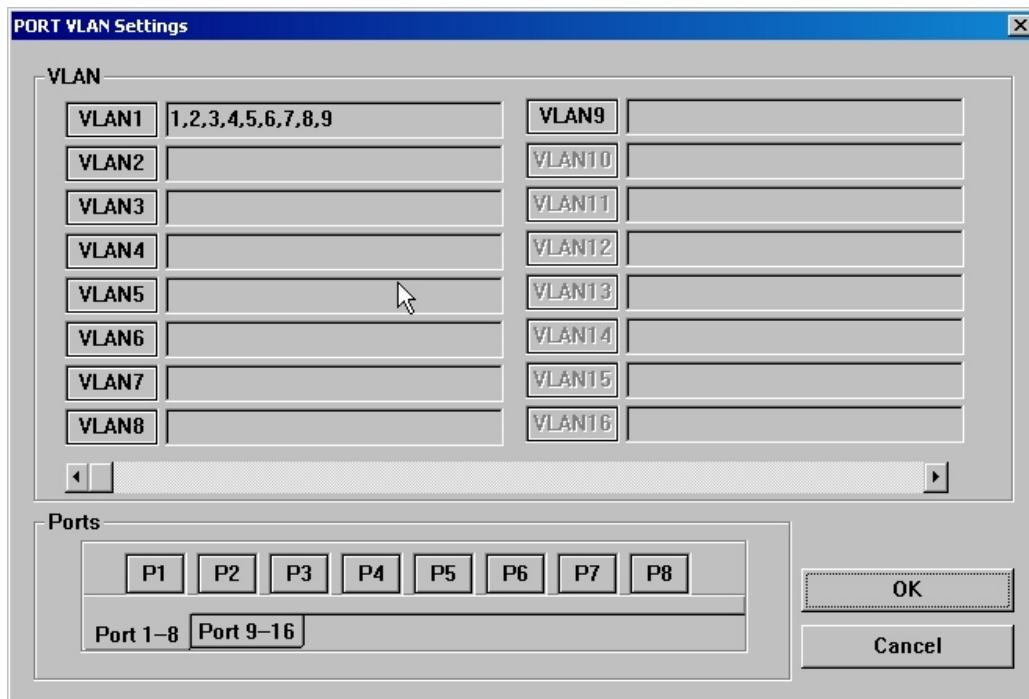 PORT VLAN Settings
VLAN
VLAN1 1,2,3,4,5,6,7,8,9
VLAN2
VLAN3
VLAN4
VLAN5
VLAN6
VLAN7
VLAN8
VLAN9
VLAN10
VLAN11
VLAN12
VLAN13
VLAN14
VLAN15
VLAN16
Ports
P1 P2 P3 P4 P5 P6 P7 P8
Port 1–8 Port 9–16
OK
Cancel